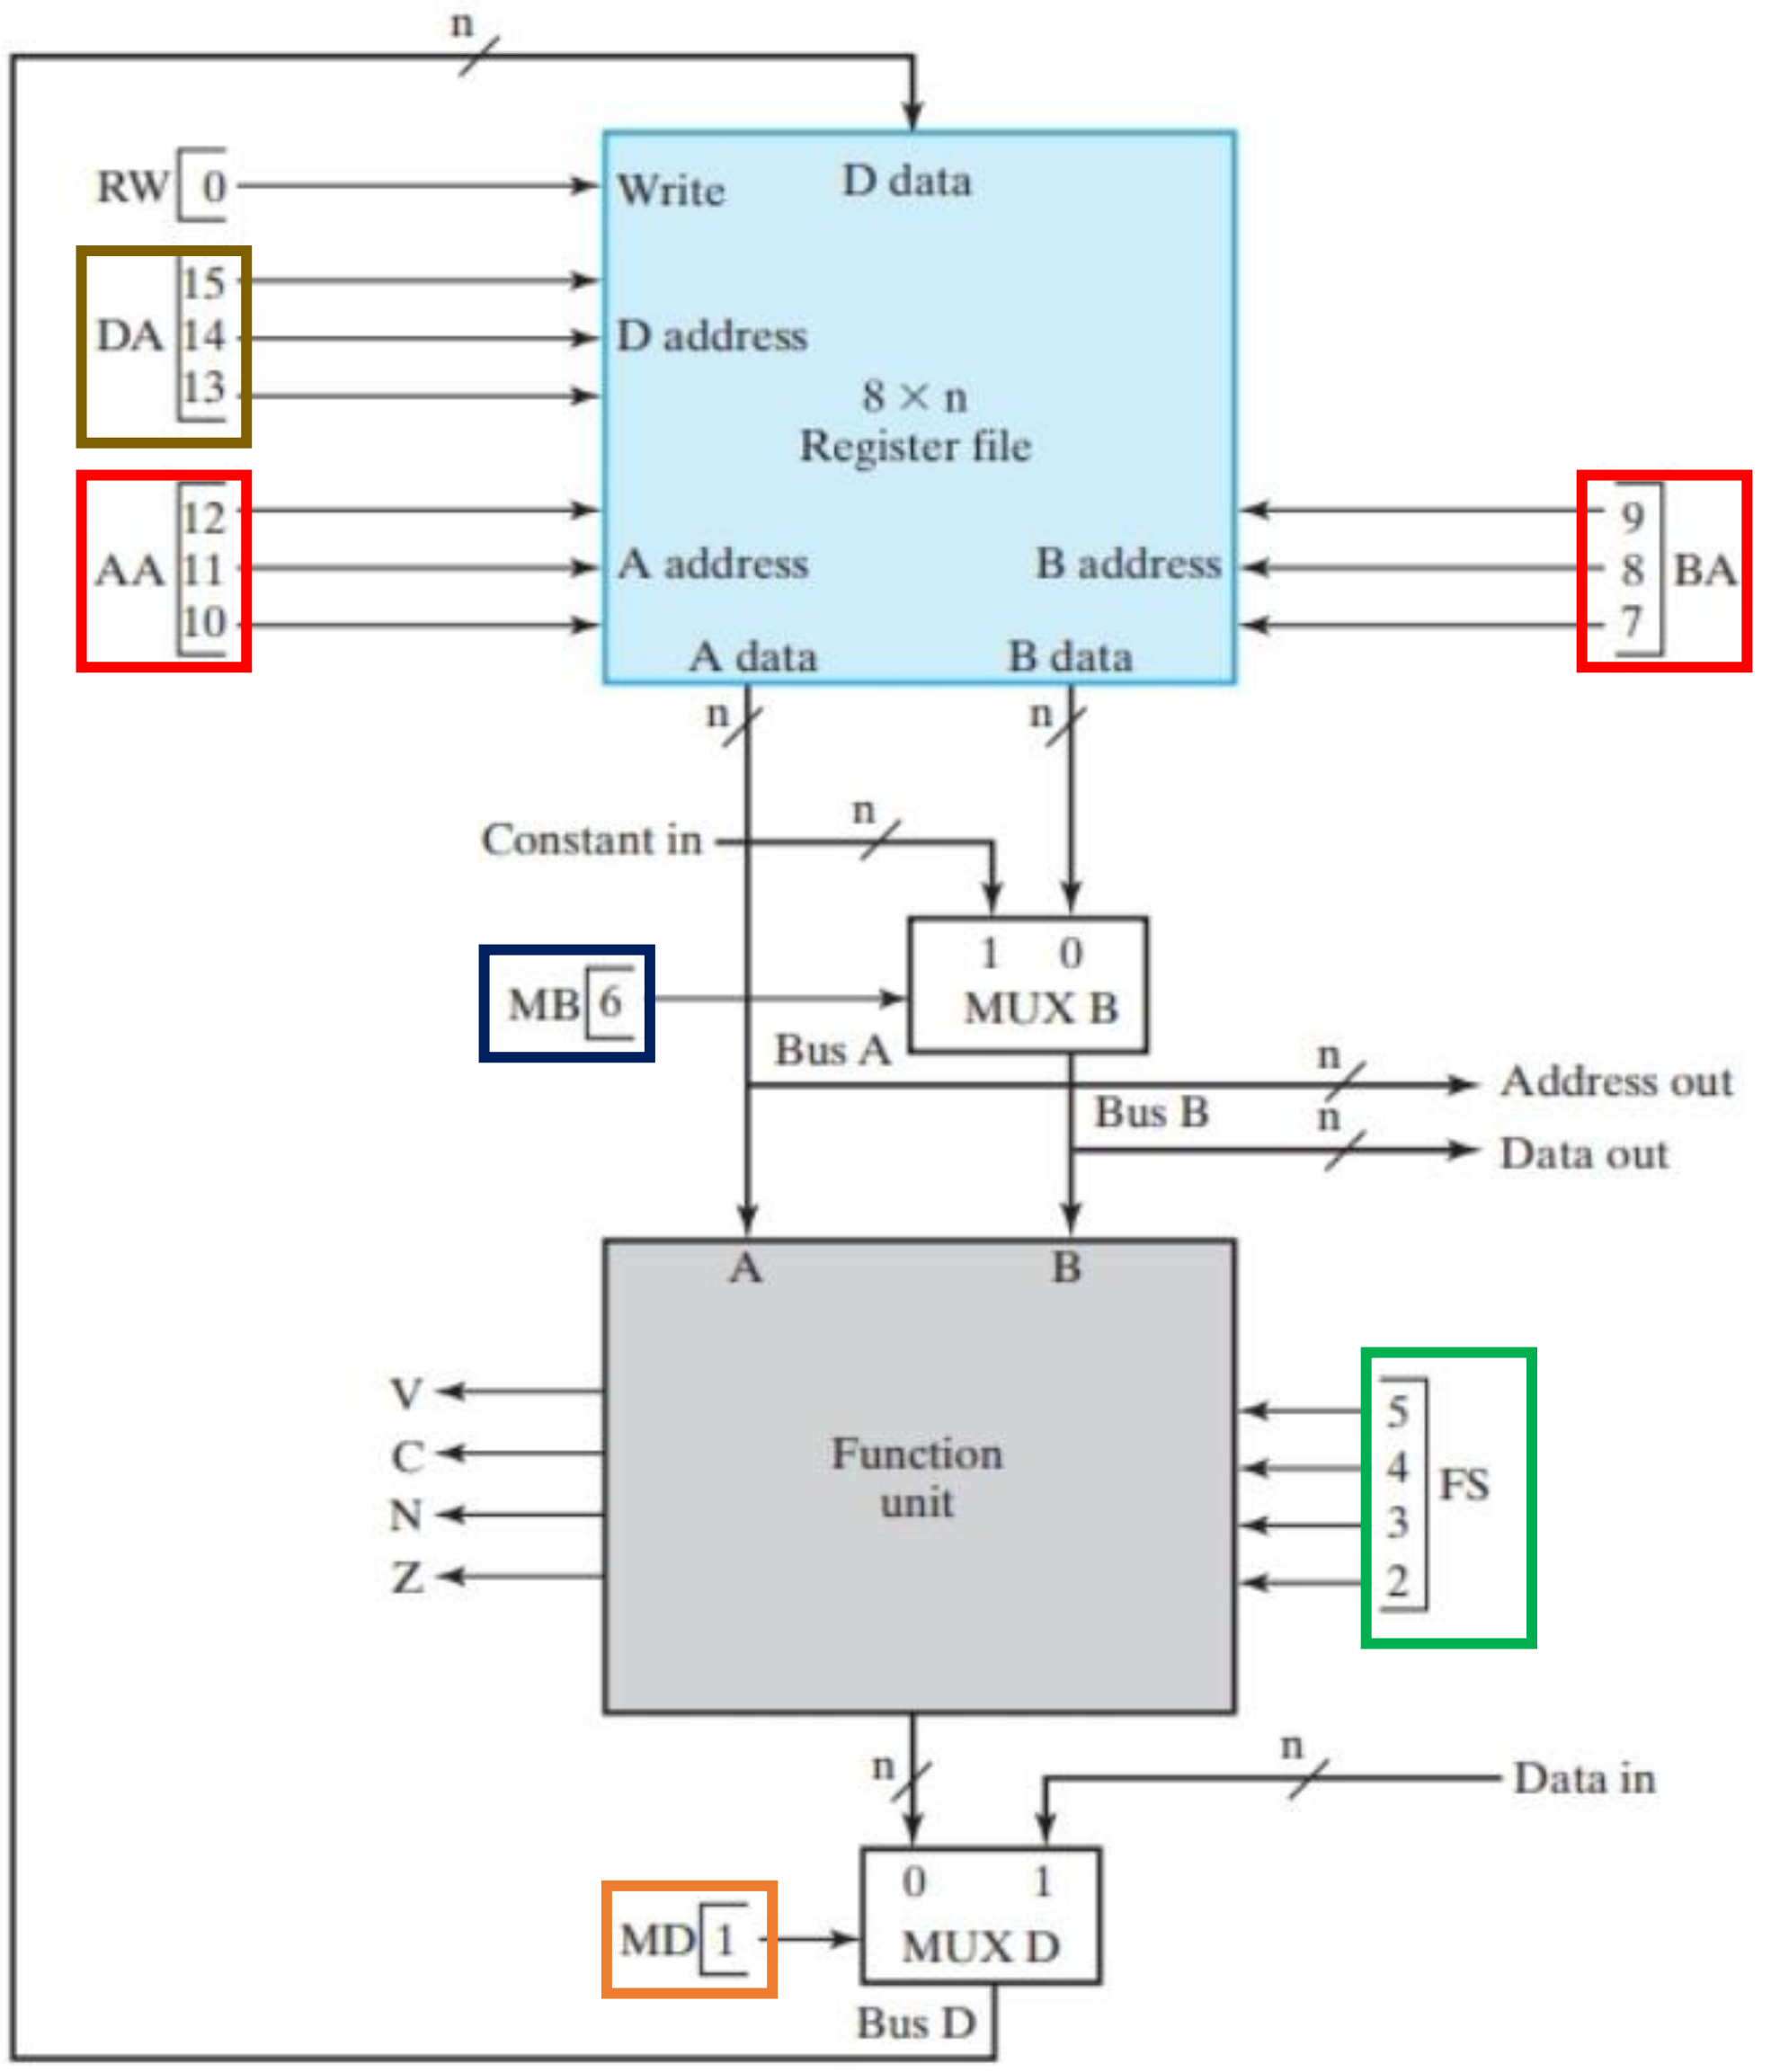 n
RW 0
Write
D data
15
DA 14
D address
13
8 × n
Register file
12
9
AA 11
A address
B address
8 BA
10
7
A data
B data
n
n
n
Constant in
1 0
MB 6
MUX B
Bus A
n
Address out
Bus B
n
Data out
A
B
V
5
C
Function
4
FS
N
unit
3
Z
2
n
n
Data in
0 1
MD 1
MUX D
Bus D